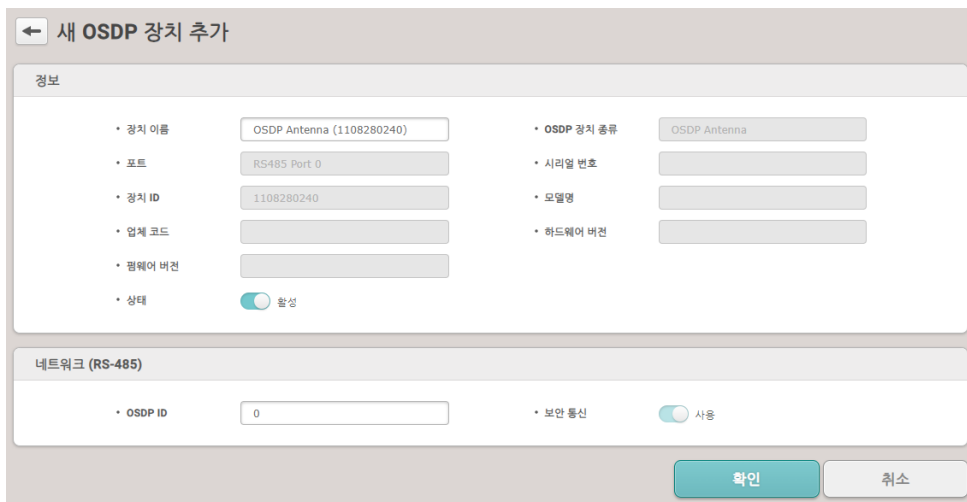 새 OSDP 장치 추가
정보
• 장치 이름 OSDP Antenna (1108280240) • OSDP 장치 종류 OSDP Antenna
• 포트 RS485 Port 0 • 시리얼 번호
• 장치 ID 1108280240 • 모델명
• 업체 코드 • 하드웨어 버전
• 펌웨어 버전
• 상태 활성
네트워크 (RS-485)
• OSDP ID 0 • 보안 통신 사용
확인 취소